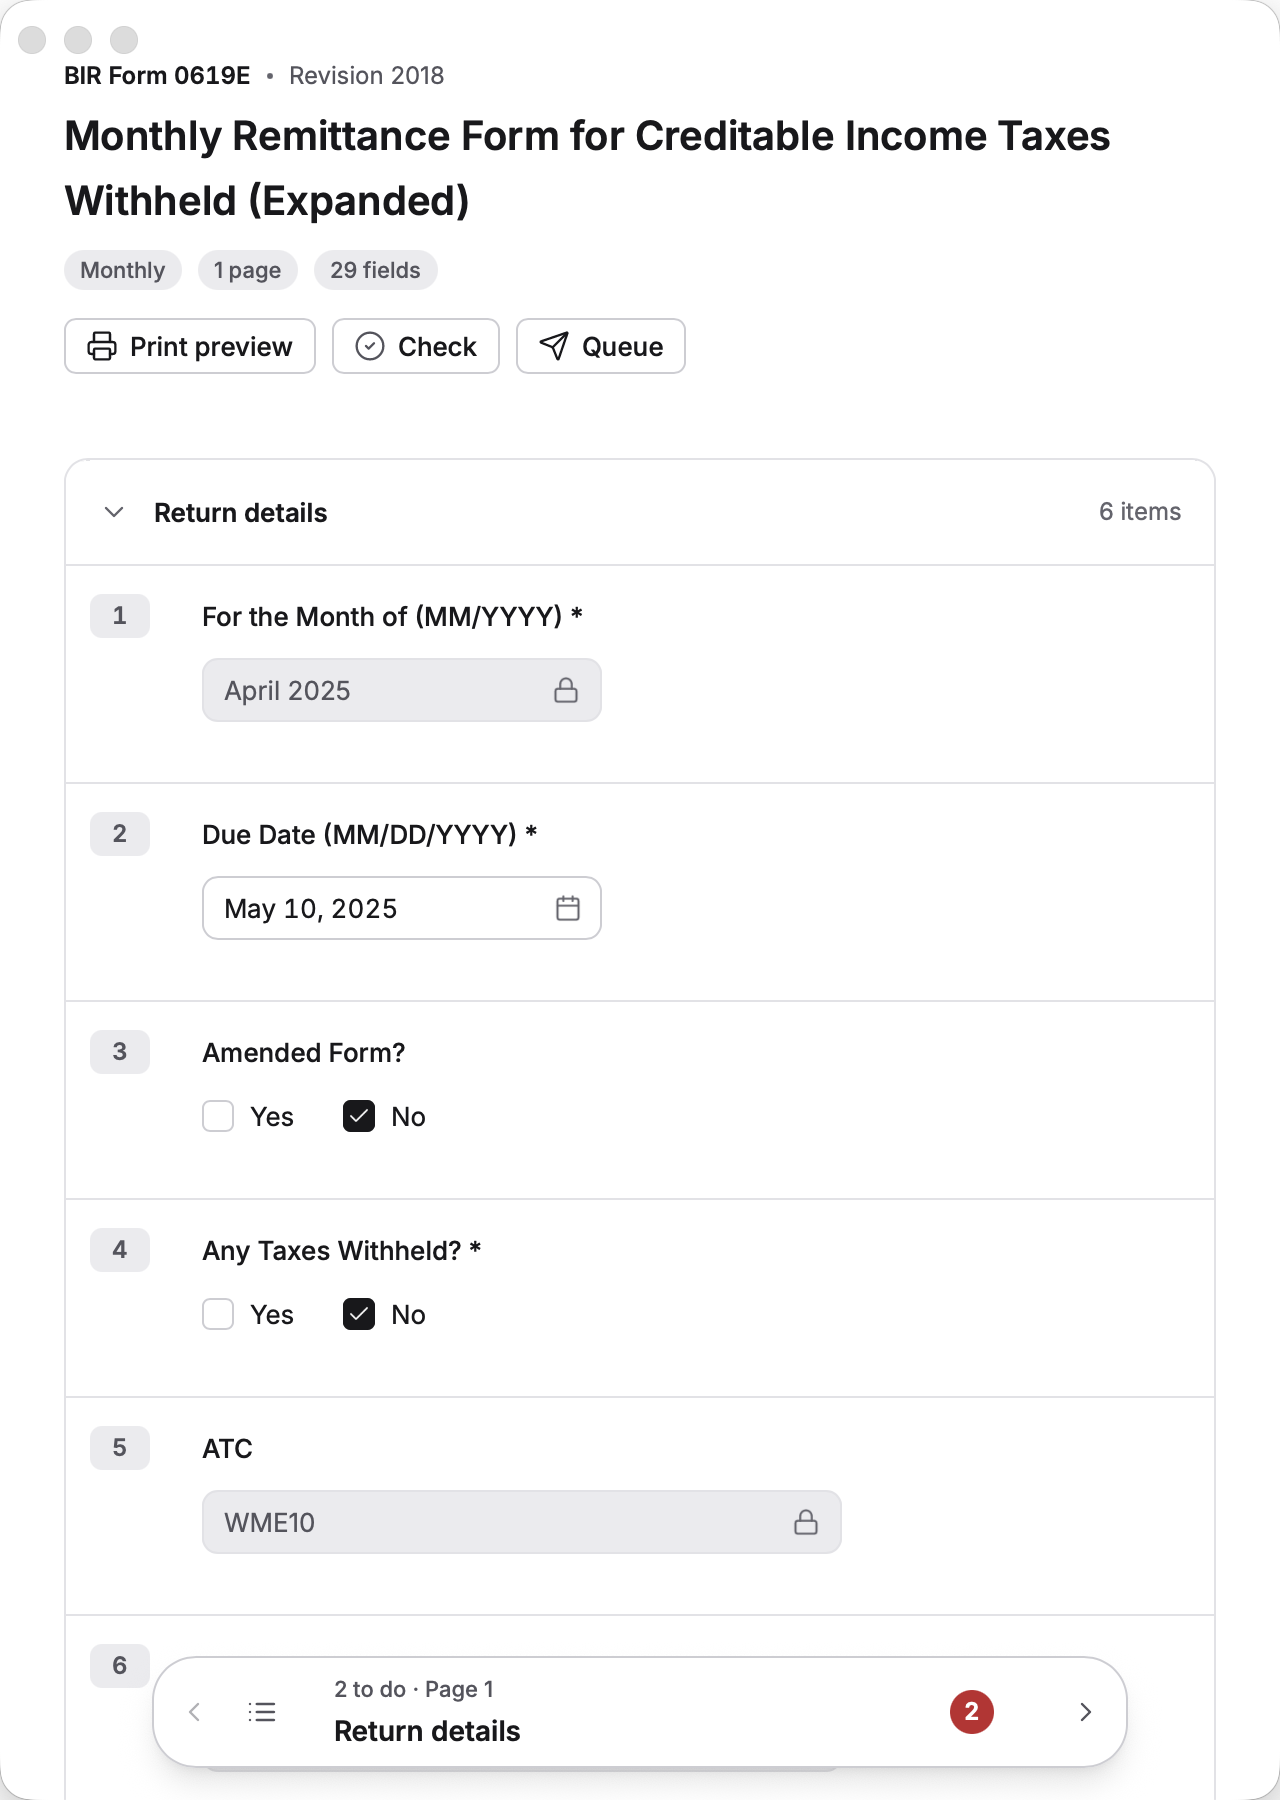 BIR Form 0619E • Revision 2018
Monthly Remittance Form for Creditable Income Taxes
Withheld (Expanded)
Monthly 1 page 29 fields
Print preview Check Queue
Return details 6 items
1 For the Month of (MM/YYYY) *
April 2025
2 Due Date (MM/DD/YYYY) *
May 10, 2025
3 Amended Form?
Yes No
4 Any Taxes Withheld? *
Yes No
5 ATC
WME10
6
2 to do · Page 1
Return details 2